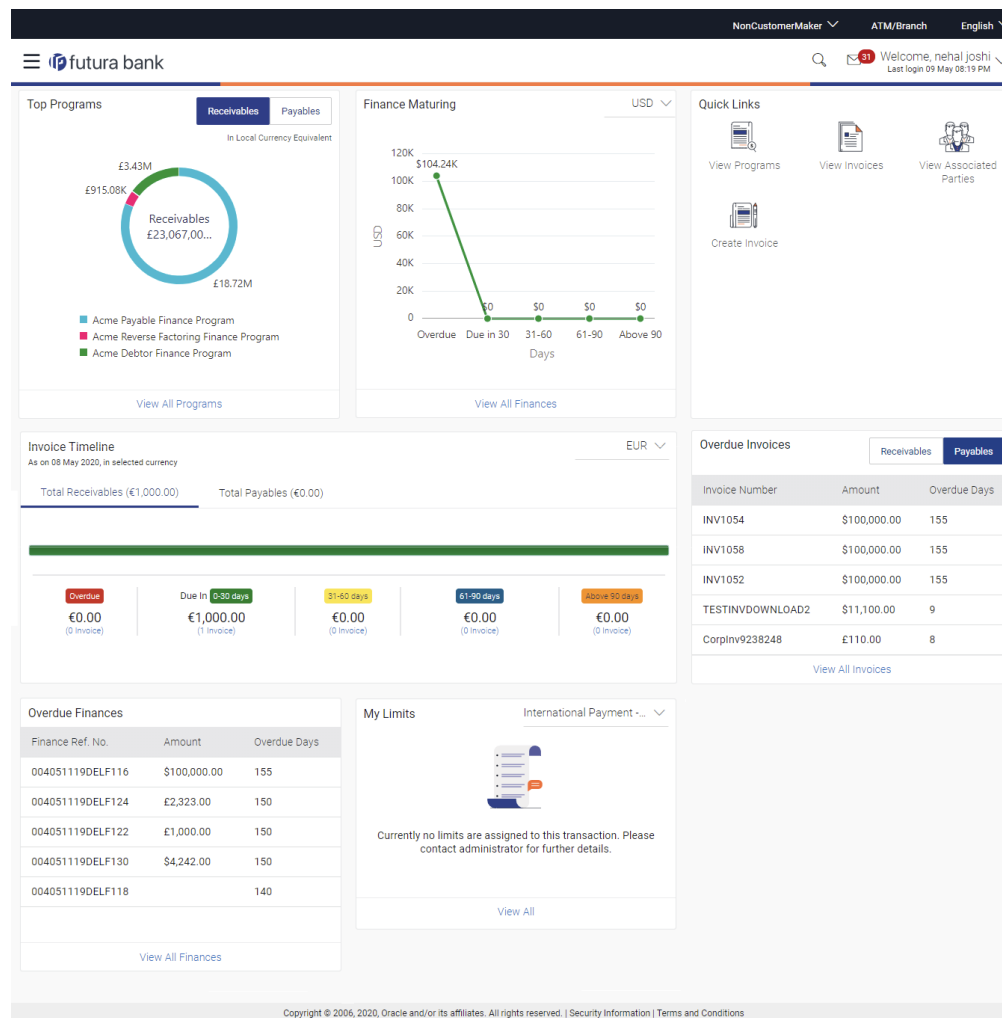 NonCustomerMaker ATM/Branch English
futura bank
31 Welcome, nehal joshi
Last login 09 May 08:19 PM
Top Programs
Receivables Payables
In Local Currency Equivalent
£3.43M
£915.08K
Receivables
£23,067,00...
£18.72M
Acme Payable Finance Program
Acme Reverse Factoring Finance Program
Acme Debtor Finance Program
View All Programs
Finance Maturing USD
120K
$104.24K
100K
80K
60K
USD
40K
20K
$0 $0 $0 $0
0
Overdue Due in 30 31-60 61-90 Above 90
Days
View All Finances
Quick Links
View Programs View Invoices View Associated
Parties
Create Invoice
Invoice Timeline EUR
As on 08 May 2020, in selected currency
Total Receivables (€1,000.00) Total Payables (€0.00)
Overdue Due In 0-30 days 31-60 days 61-90 days Above 90 days
€0.00 €1,000.00 €0.00 €0.00 €0.00
(0 Invoice) (1 Invoice) (0 Invoice) (0 Invoice) (0 Invoice)
Overdue Invoices Receivables Payables
Invoice Number Amount Overdue Days
INV1054 $100,000.00 155
INV1058 $100,000.00 155
INV1052 $100,000.00 155
TESTINVDOWNLOAD2 $11,100.00 9
CorpInv9238248 £110.00 8
View All Invoices
Overdue Finances
Finance Ref. No. Amount Overdue Days
004051119DELF116 $100,000.00 155
004051119DELF124 £2,323.00 150
004051119DELF122 £1,000.00 150
004051119DELF130 $4,242.00 150
004051119DELF118 140
View All Finances
My Limits International Payment -...
Currently no limits are assigned to this transaction. Please
contact administrator for further details.
View All
Copyright © 2006, 2020, Oracle and/or its affiliates. All rights reserved. | Security Information | Terms and Conditions